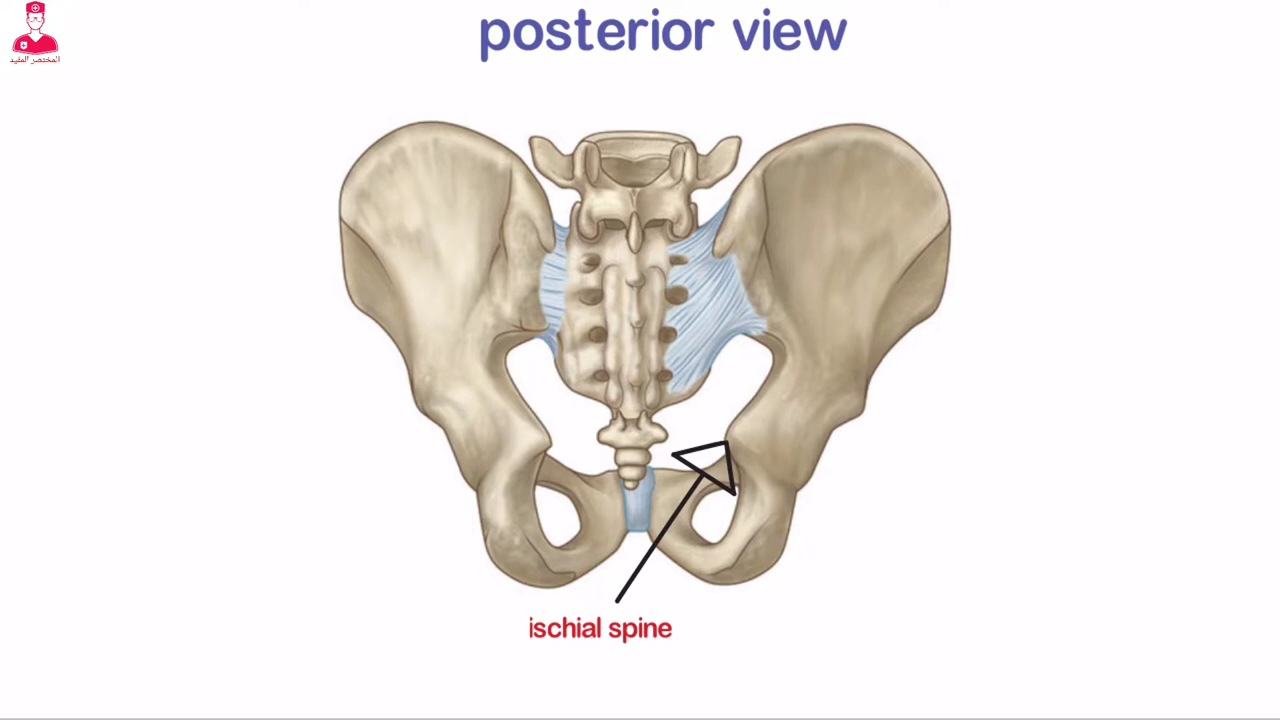 posterior view
المختصر المفيد
ischial spine